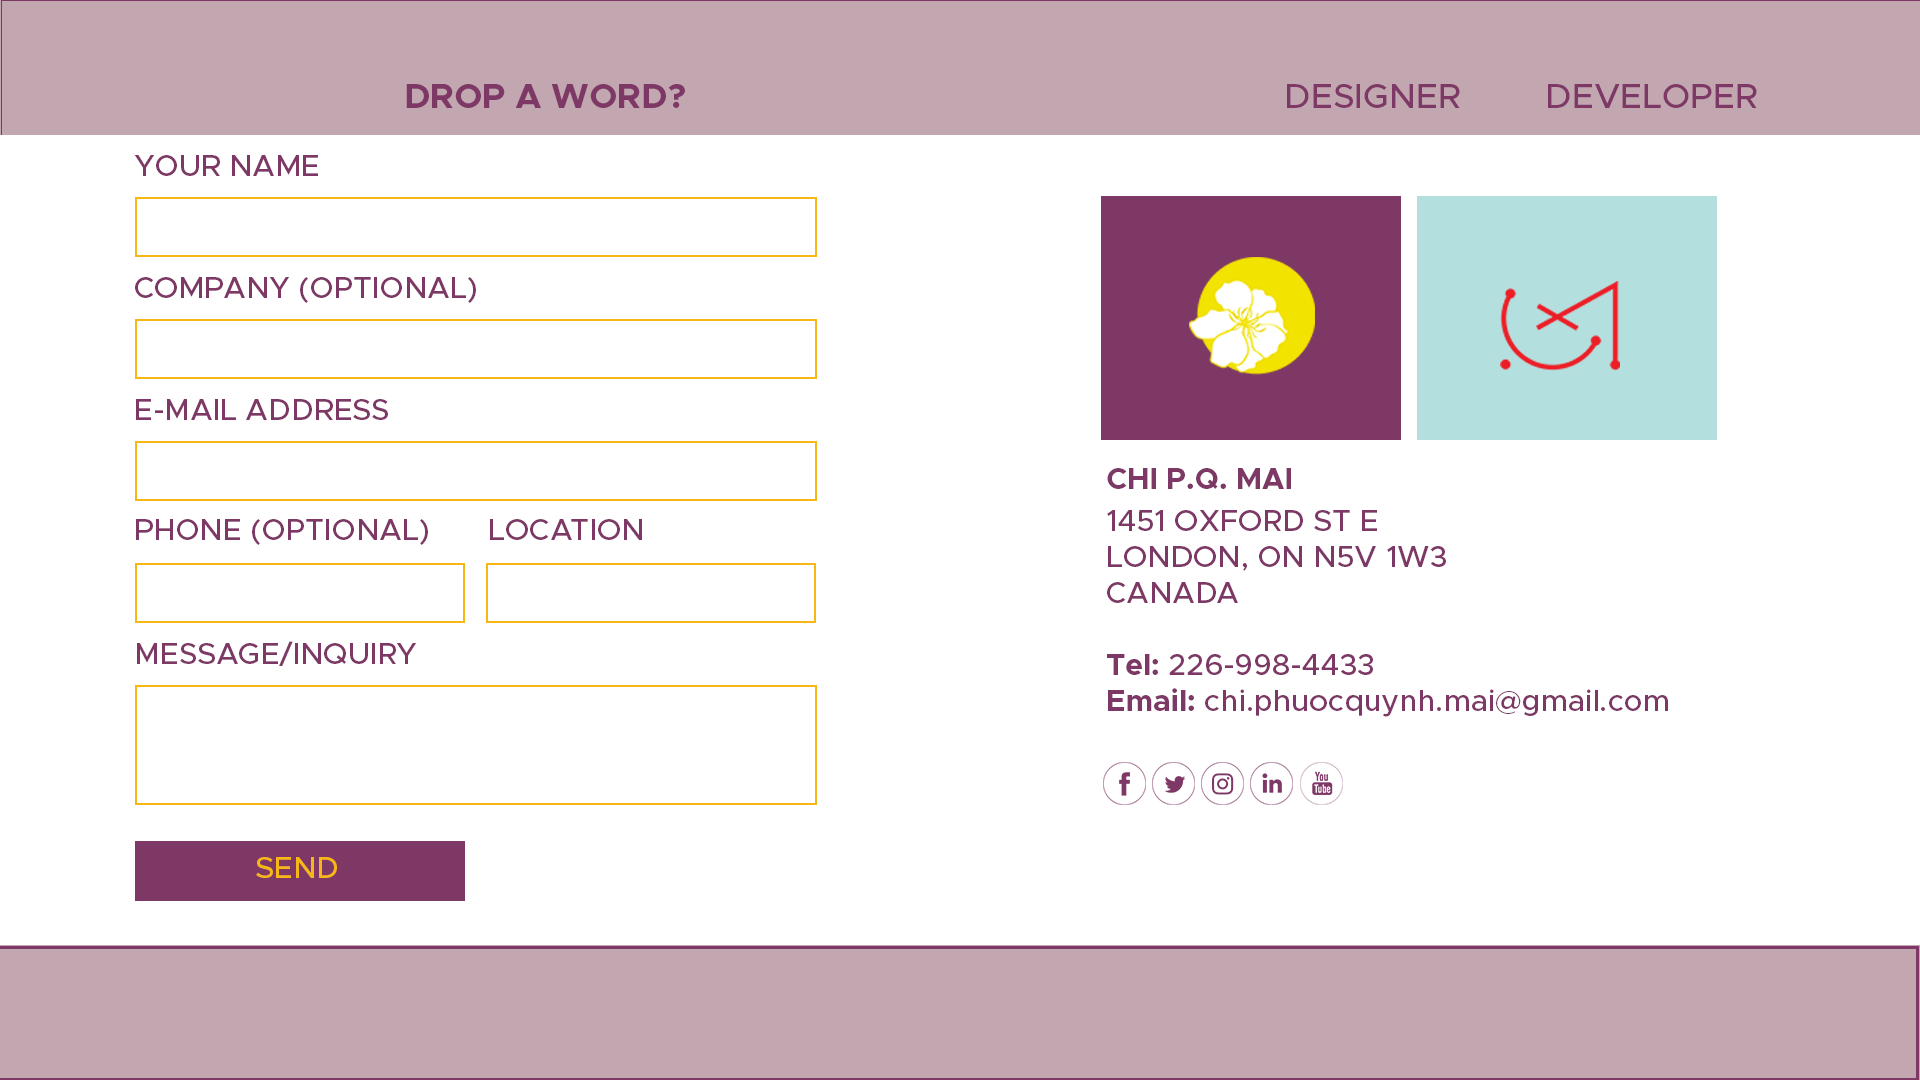 DROP A WORD?
DESIGNER
DEVELOPER
YOUR NAME
COMPANY (OPTIONAL)
E-MAIL ADDRESS
PHONE (OPTIONAL)
LOCATION
MESSAGE/INQUIRY
SEND
CHI P.Q. MAI
1451 OXFORD ST E
LONDON, ON N5V 1W3
CANADA
Tel: 226-998-4433
Email: chi.phuocquynh.mai@gmail.com
You
Tube